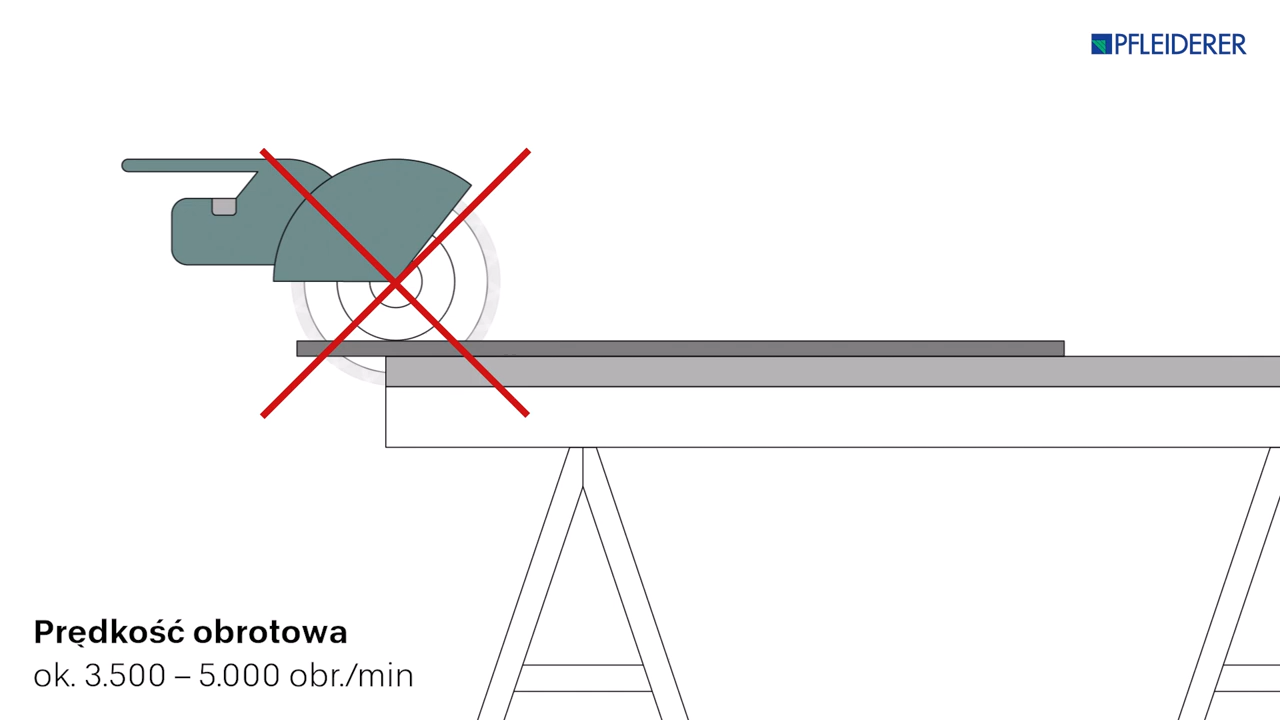 PFLEIDERER
Prędkość obrotowa
ok. 3.500 – 5.000 obr./min